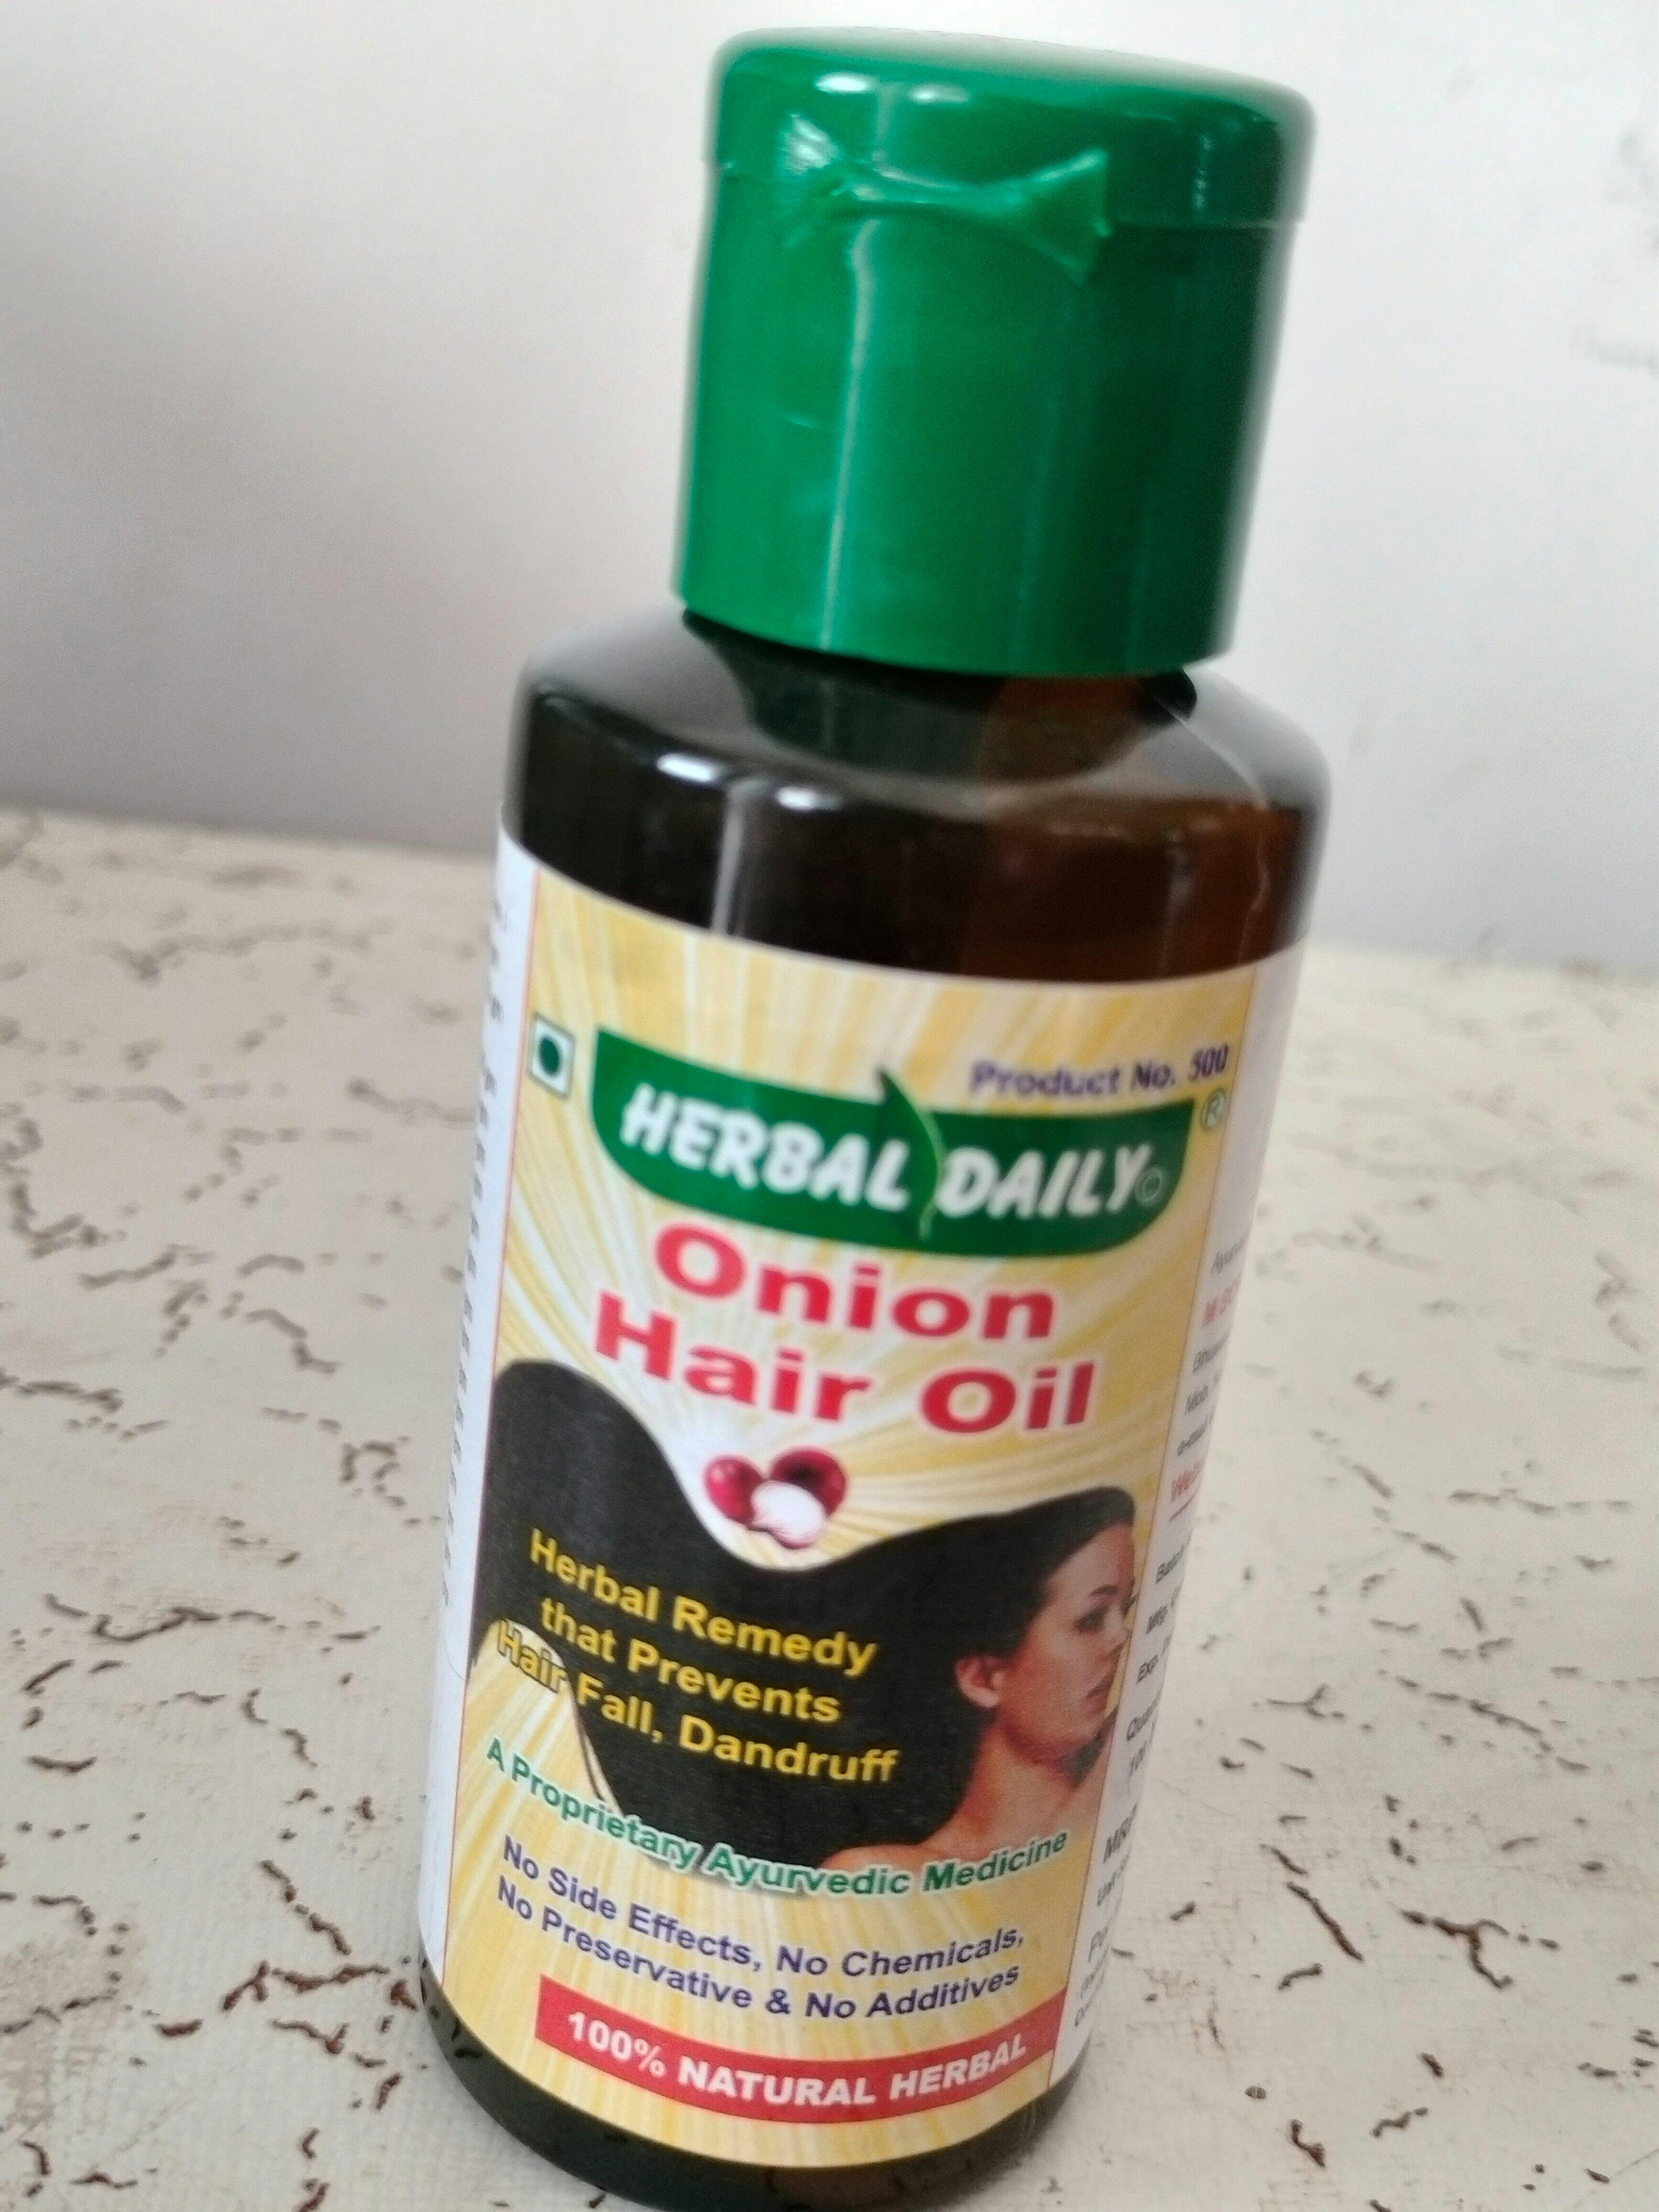 Product No. 500
HERBAL DAILY
®
Onion
Hair Oil
Herbal Remedy
that Prevents
Hair Fall, Dandruff
A Proprietary Ayurvedic Medicine
No Side Effects, No Chemicals,
No Preservative & No Additives
100% NATURAL HERBAL